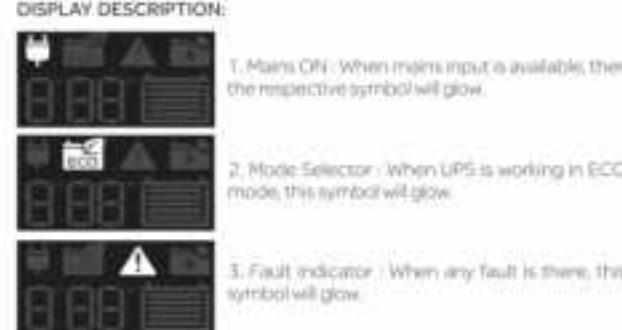 DISPLAY DESCRIPTION:
1. Mains ON : When mains input is available, then
the respective symbol will glow.
eco
2. Mode Selector : When UPS is working in ECO
mode, this symbol will glow.
3. Fault Indicator : When any fault is there, this
symbol will glow.